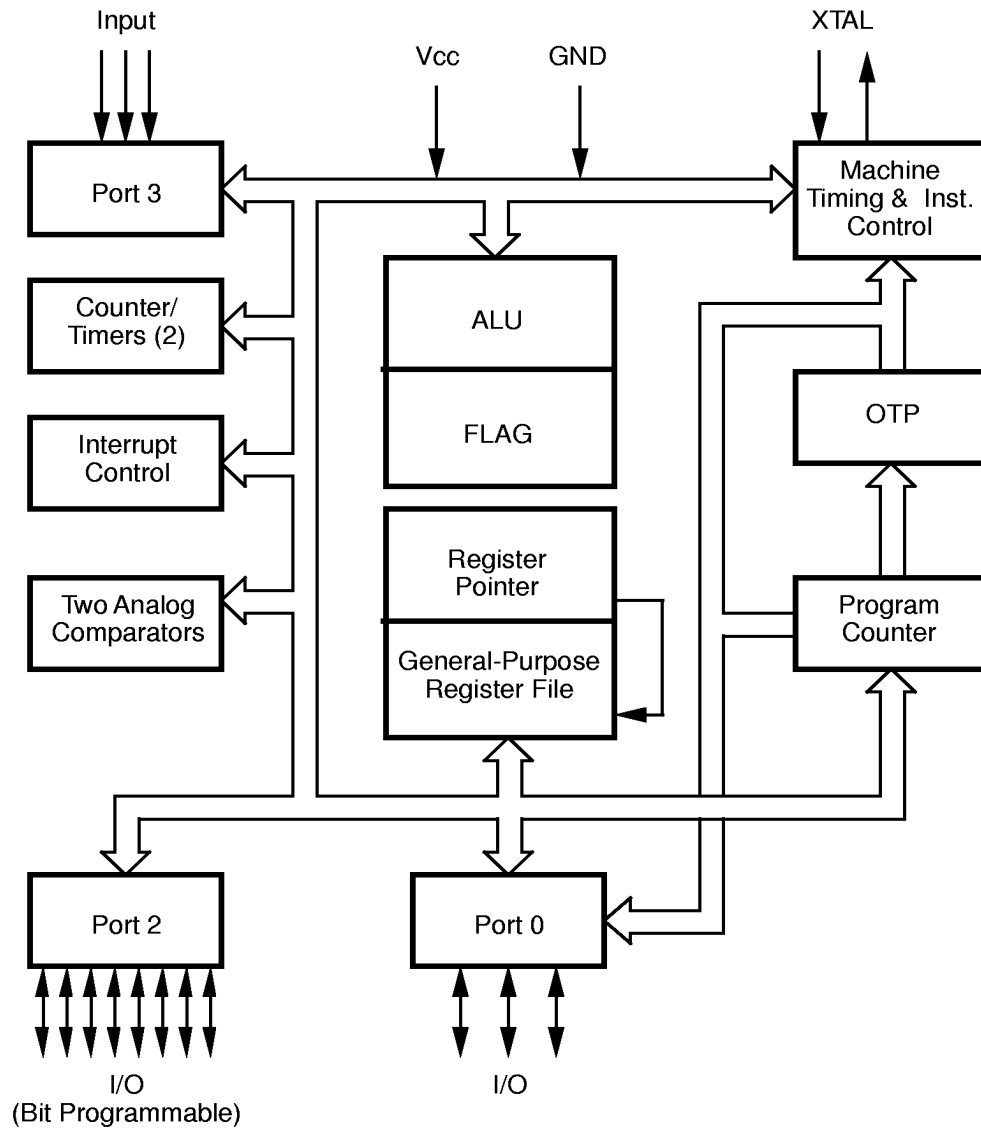 Input
Vcc
GND
XTAL
Port 3
Machine
Timing & Inst.
Control
Counter/
Timers (2)
ALU
FLAG
OTP
Interrupt
Control
Register
Pointer
Two Analog
Comparators
General-Purpose
Register File
Program
Counter
Port 2
Port 0
I/O
(Bit Programmable)
I/O